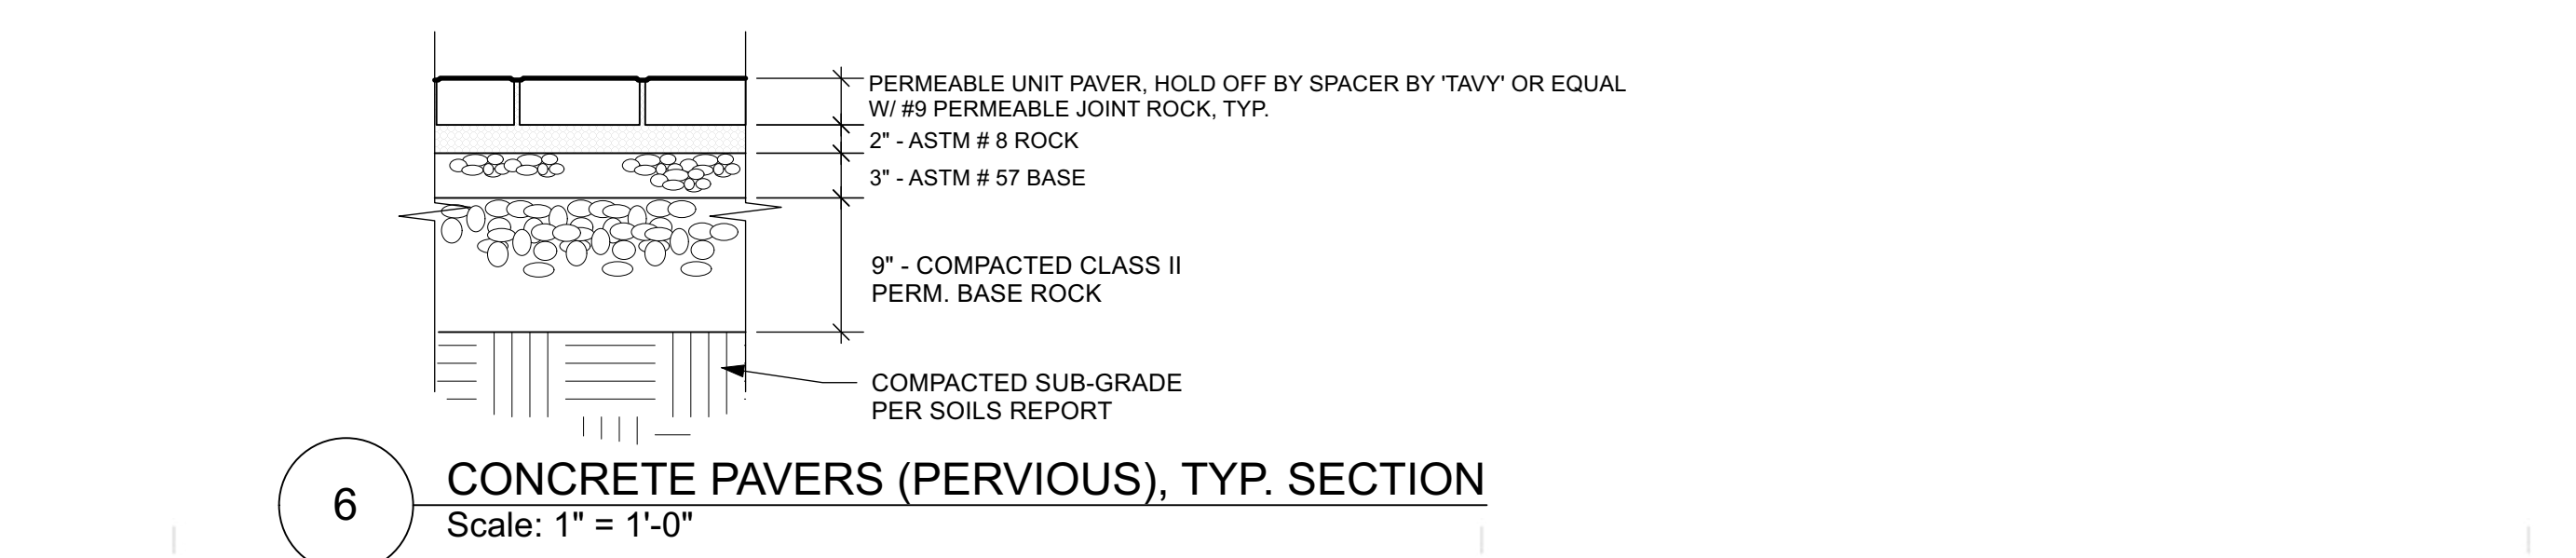 PERMEABLE UNIT PAVER, HOLD OFF BY SPACER BY 'TAVY' OR EQUAL
W/ #9 PERMEABLE JOINT ROCK, TYP.
2" - ASTM # 8 ROCK
3" - ASTM # 57 BASE
9" - COMPACTED CLASS II
PERM. BASE ROCK
COMPACTED SUB-GRADE
PER SOILS REPORT
6
CONCRETE PAVERS (PERVIOUS), TYP. SECTION
Scale: 1" = 1'-0"